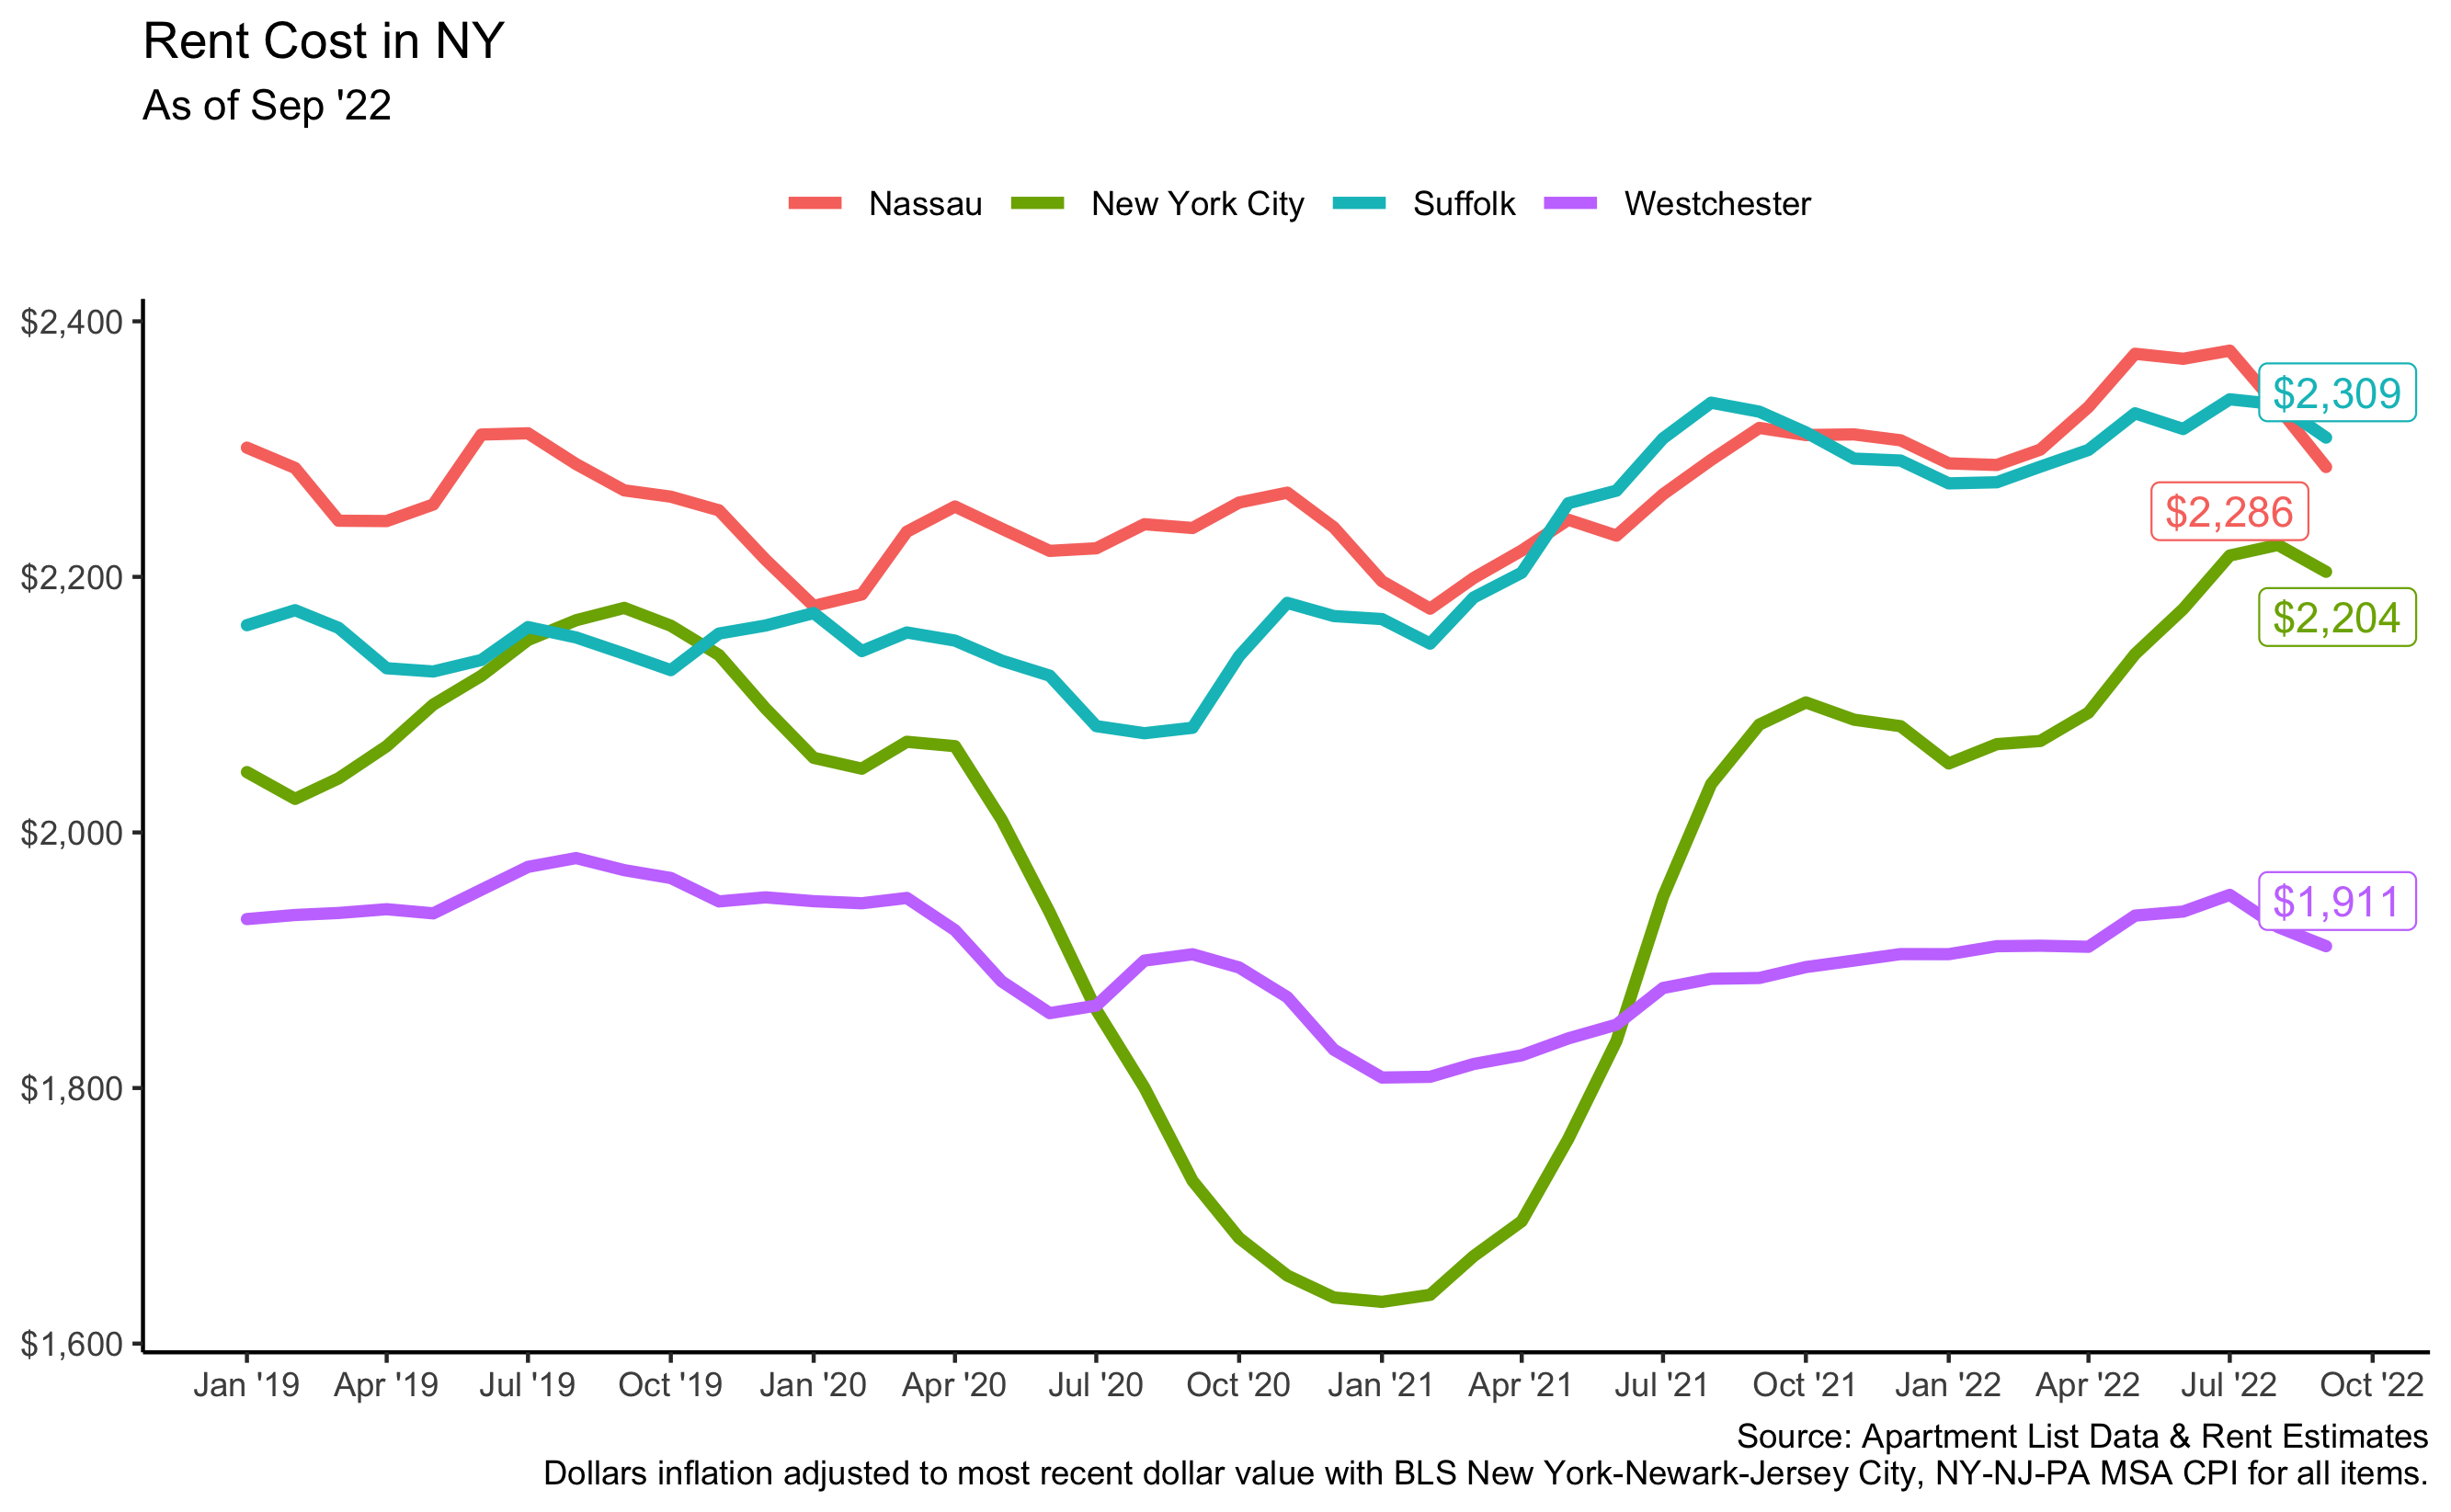 Rent Cost in NY
As of Sep '22
Nassau New York City Suffolk Westchester
$2,400
$2,309
$2,286
$2,200
$2,204
$2,000
$1,911
$1,800
$1,600
Jan '19 Apr '19 Jul '19 Oct '19 Jan '20 Apr '20 Jul '20 Oct '20 Jan '21 Apr '21 Jul '21 Oct '21 Jan '22 Apr '22 Jul '22 Oct '22
Source: Apartment List Data & Rent Estimates
Dollars inflation adjusted to most recent dollar value with BLS New York-Newark-Jersey City, NY-NJ-PA MSA CPI for all items.